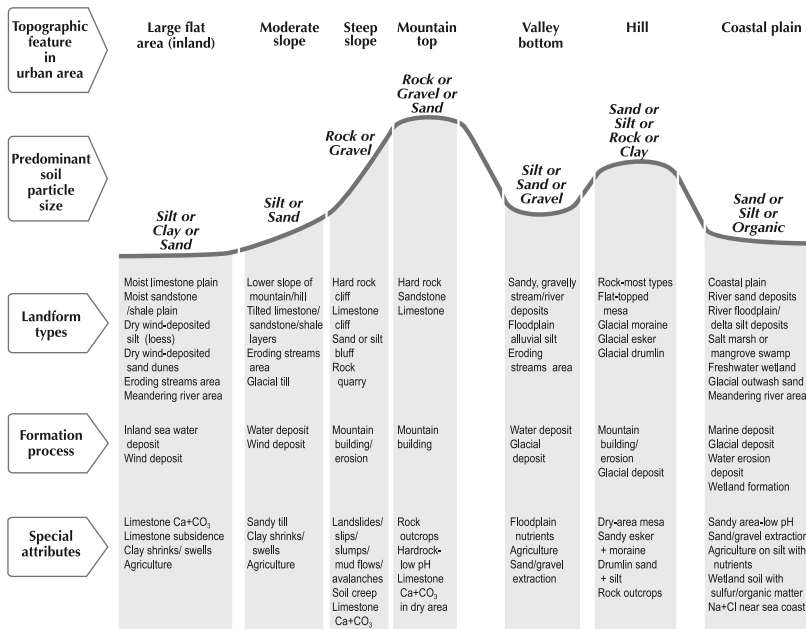 Topographic
feature
in
urban area
Large flat
area (inland)
Moderate
slope
Steep
slope
Mountain
top
Valley
bottom
Hill
Coastal plain
Predominant
soil
particle
size
Silt or
Clay or
Sand
Silt or
Sand
Rock or
Gravel
Rock or
Gravel or
Sand
Silt or
Sand or
Gravel
Sand or
Silt or
Rock or
Clay
Sand or
Silt or
Organic
Landform
types
Moist limestone plain
Moist sandstone
/shale plain
Dry wind-deposited
silt (loess)
Dry wind-deposited
sand dunes
Eroding streams area
Meandering river area
Lower slope of
mountain/hill
Tilted limestone/
sandstone/shale
layers
Eroding streams
area
Glacial till
Hard rock
cliff
Limestone
cliff
Sand or silt
bluff
Rock
quarry
Hard rock
Sandstone
Limestone
Sandy, gravelly
stream/river
deposits
Floodplain
alluvial silt
Eroding
streams area
Rock-most types
Flat-topped
mesa
Glacial moraine
Glacial esker
Glacial drumlin
Coastal plain
River sand deposits
River floodplain/
delta silt deposits
Salt marsh or
mangrove swamp
Freshwater wetland
Glacial outwash sand
Meandering river area
Formation
process
Inland sea water
deposit
Wind deposit
Water deposit
Wind deposit
Mountain
building/
erosion
Mountain
building
Water deposit
Glacial
deposit
Mountain
building/
erosion
Glacial deposit
Marine deposit
Glacial deposit
Water erosion
deposit
Wetland formation
Special
attributes
Limestone Ca+CO₃
Limestone subsidence
Clay shrinks/ swells
Agriculture
Sandy till
Clay shrinks/
swells
Agriculture
Landslides/
slips/
slumps/
mud flows/
avalanches
Soil creep
Limestone
Ca+CO₃
Rock
outcrops
Hardrock-
low pH
Limestone
Ca+CO₃
in dry area
Floodplain
nutrients
Agriculture
Sand/gravel
extraction
Dry-area mesa
Sandy esker
+ moraine
Drumlin sand
+ silt
Rock outcrops
Sandy area-low pH
Sand/gravel extraction
Agriculture on silt with
nutrients
Wetland soil with
sulfur/organic matter
Na+Cl near sea coast